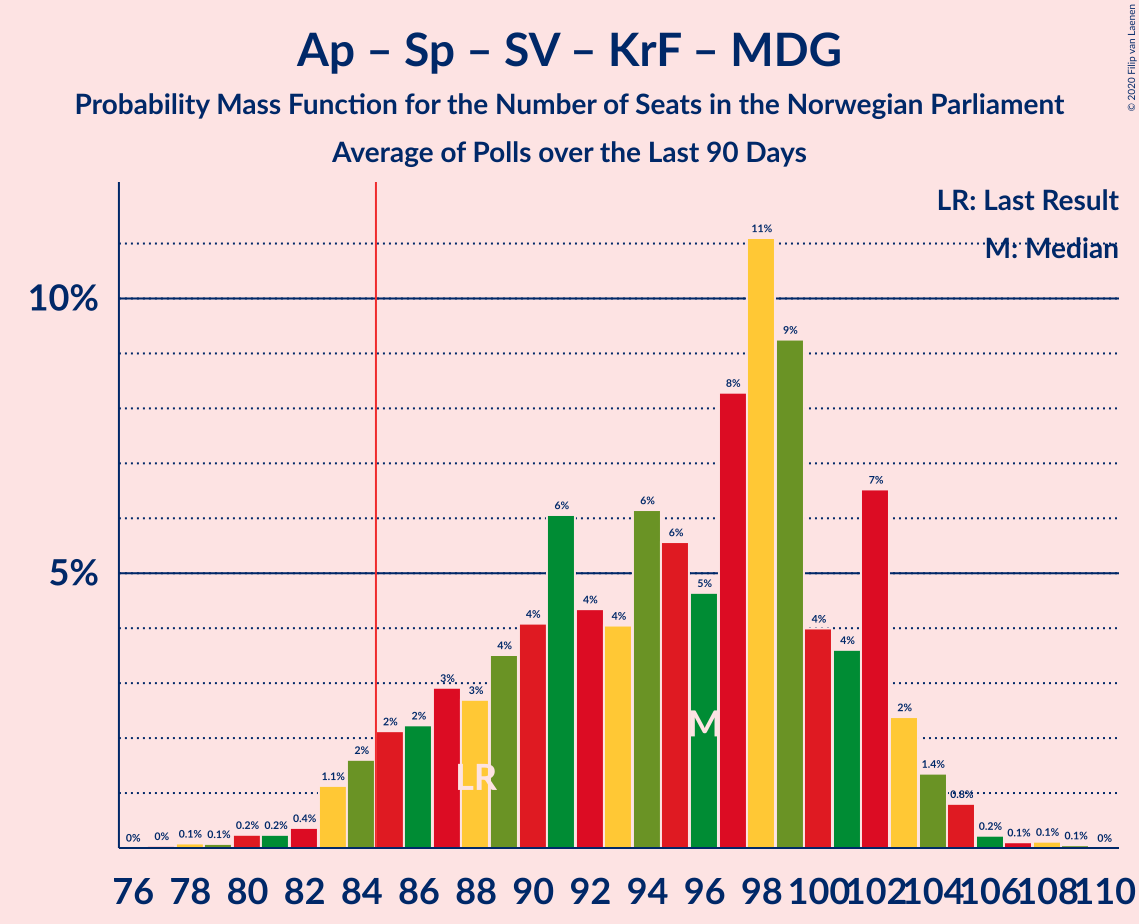 Ap – Sp – SV – KrF – MDG
Probability Mass Function for the Number of Seats in the Norwegian Parliament
Average of Polls over the Last 90 Days
© 2020 Filip van Laenen
LR: Last Result
M: Median
10%
5%
0% 0% 0.1% 0.1% 0.2% 0.2% 0.4% 1.1% 2% 2% 2% 3% 3% 4% 4% 6% 4% 4% 6% 6% 5% 8% 11% 9% 4% 4% 7% 2% 1.4% 0.8% 0.2% 0.1% 0.1% 0.1% 0%
LR
M
76 78 80 82 84 86 88 90 92 94 96 98 100 102 104 106 108 110